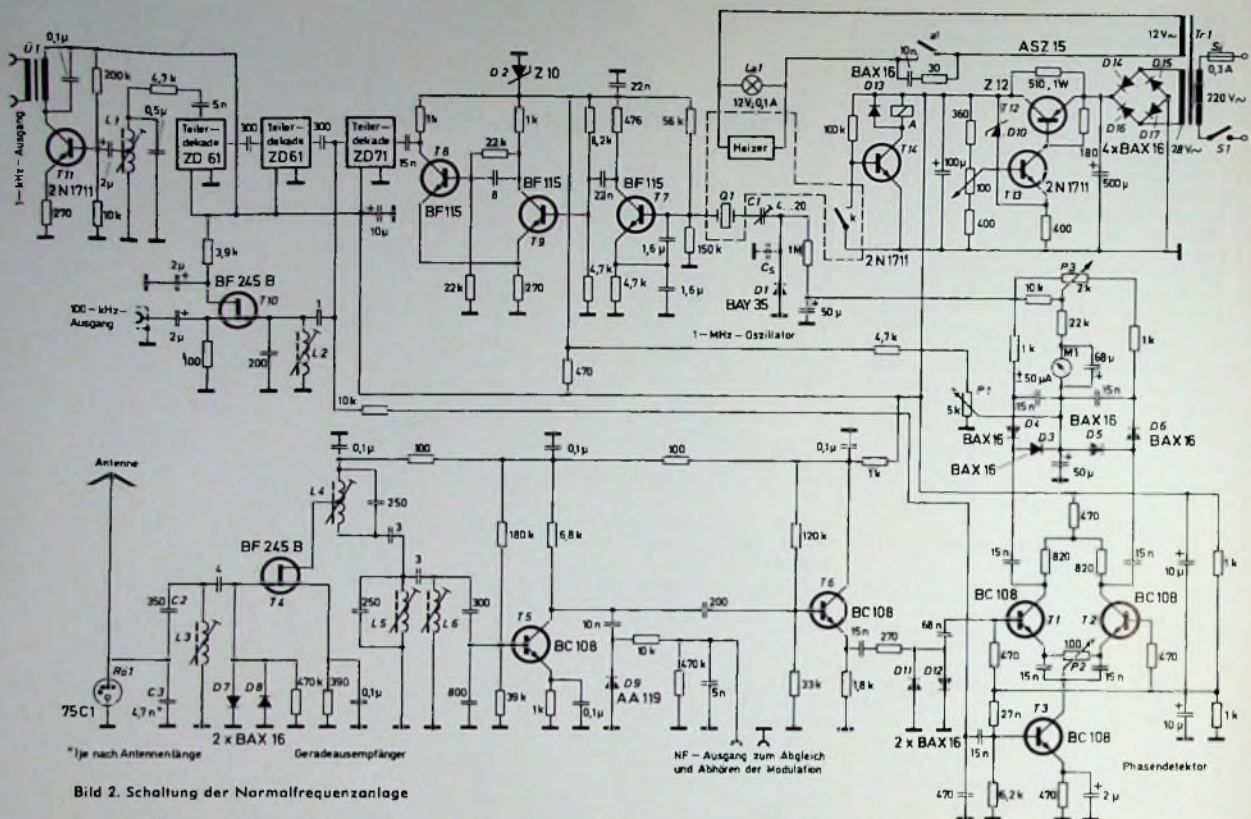 Ü1
0,1µ
200k
4,7k
5n
0,5µ
L1
2µ
T11
2N1711
270
10k
1-Hz-Ausgang
Teiler-
dekade
ZD 61
300
Teiler-
dekade
ZD61
300
Teiler-
dekade
ZD71
15n
10µ
3,9k
2µ
BF 245 B
T10
100-kHz-
Ausgang
2µ
100
200
L2
1
D2
Z 10
1k
1k
T8
22k
8
BF115
BF115
T9
22k
270
22n
8,2k
476
56k
22n
BF115
T7
4,7k
4,7k
1,6µ
1,6µ
150k
Q1
C1
4...20
Cs
D1
BAY 35
1M
50µ
1-MHz-Oszillator
La1
12V;0,1A
Heizer
k
10n
a1
30
BAX16
D13
100k
A
T14
2N1711
100µ
ASZ 15
Z 12
510,1W
T12
D10
360
100
400
2N1711
T13
400
180
500µ
D14
D15
D16
D17
4xBAX 16
12V~
28V~
Tr1
Si
0,3A
220 V~
S1
10k
P3
2k
22k
M1
68µ
1k
±50µA
1k
15n
15n
BAX 16
D4
D3
D5
D6
BAX16
BAX16
BAX 16
50µ
4,7k
P1
5k
470
10k
Antenne
0,1µ
100
0,1µ
100
0,1µ
1k
L4
250
3
BF 245 B
T4
4
350
C2
L3
Rö1
75C1
C3
4,7n*
D7
D8
470k
390
0,1µ
2 x BAX 16
250
L5
3
L6
300
800
180k
6,8k
T5
BC108
39k
1k
0,1µ
10n
D9
AA119
10k
470k
5n
200
120k
T6
BC108
33k
1,8k
15n
270
D11
D12
68n
2 x BAX 16
470
820
820
15n
15n
BC108
T1
BC108
T2
100
P2
15n
15n
470
470
27n
T3
BC108
15n
470
6,2k
470
2µ
10µ
10µ
1k
1k
Phasendetektor
*)je nach Antennenlänge
Geradeausempfänger
NF-Ausgang zum Abgleich
und Abhören der Modulation
Bild 2. Schaltung der Normalfrequenzanlage